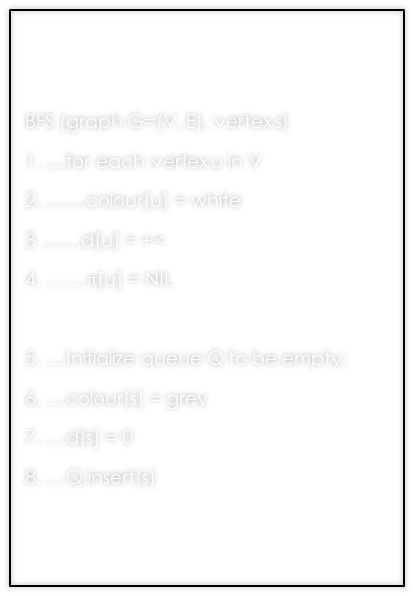 BFS (graph G=(V, E), vertex s)
1. ....for each vertex u in V
2. ........colour[u] = white
3 ........d[u] = +∞
4. ........π[u] = NIL
5. ....Initialize queue Q to be empty;
6. ....colour[s] = grey
7. ....d[s] = 0
8. ....Q.insert(s)